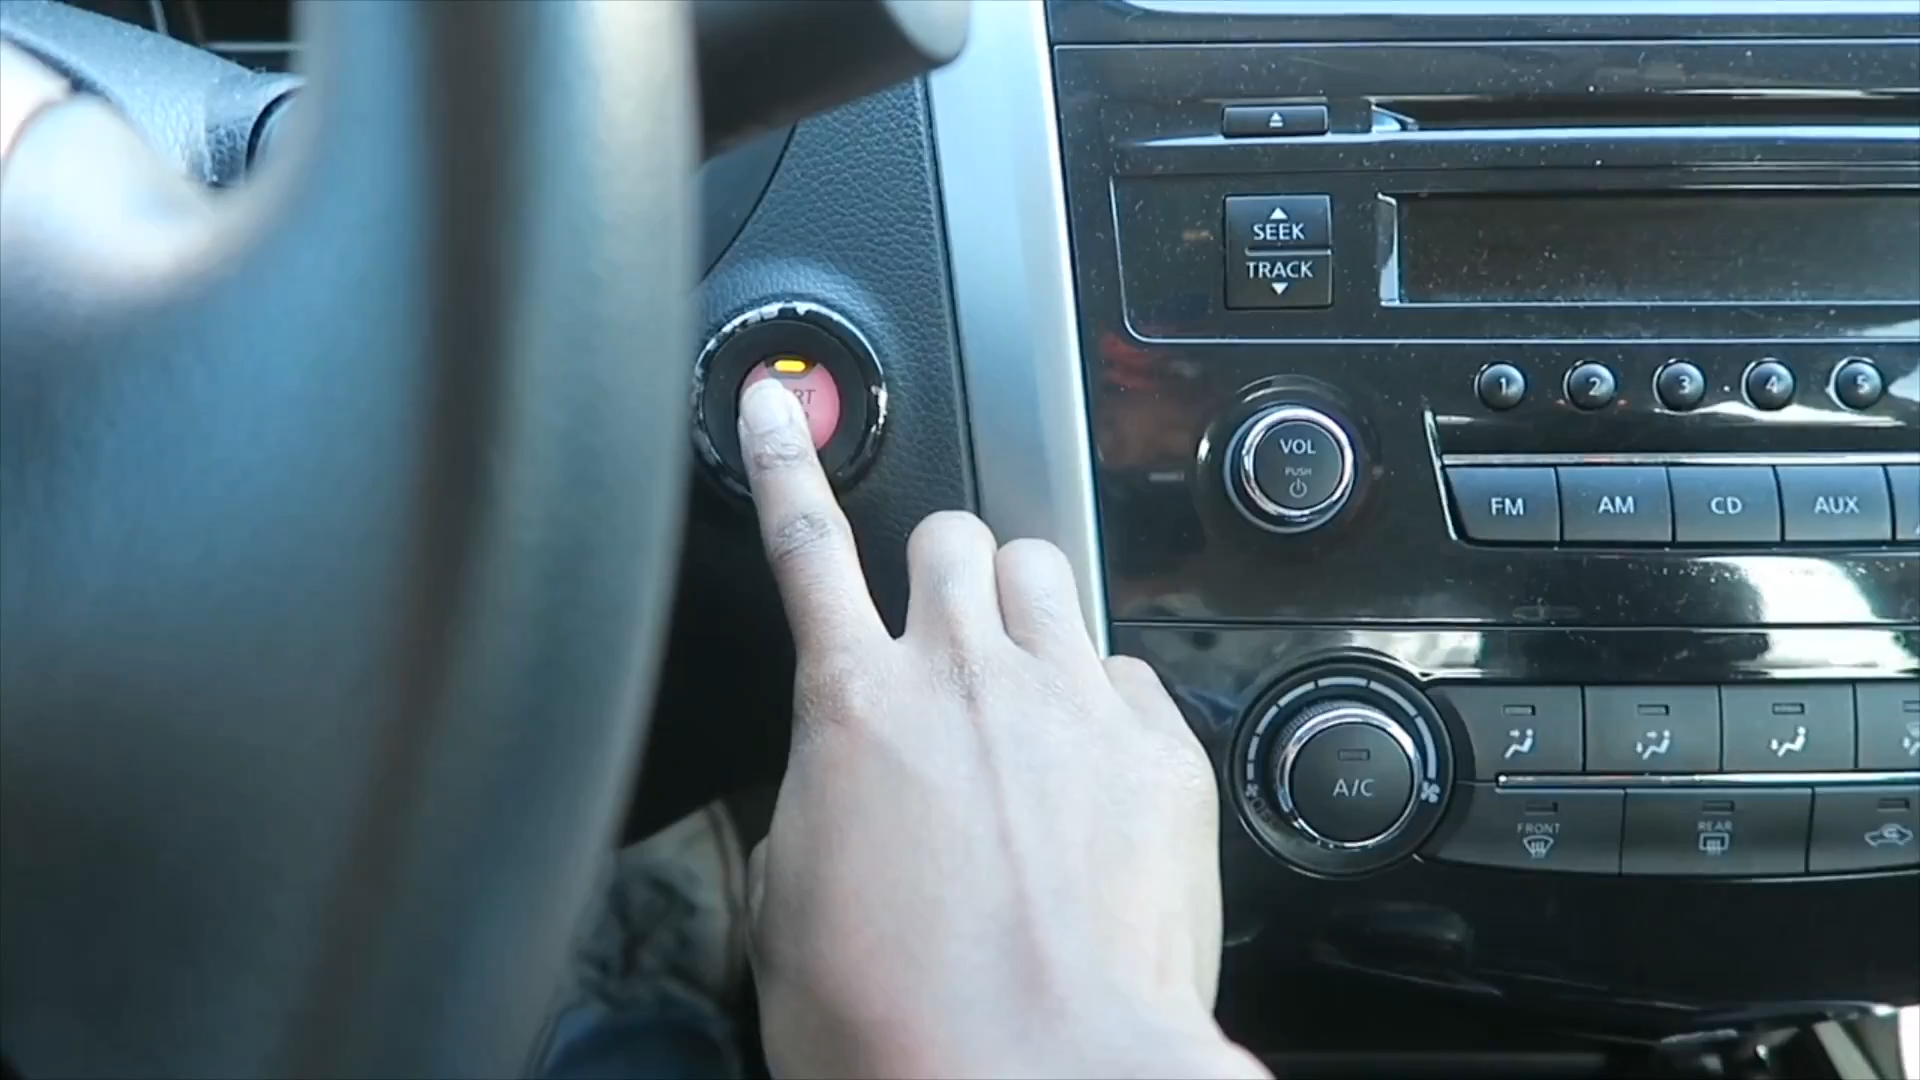 SEEK
TRACK
1 2 3 4 5
VOL
PUSH
FM AM CD AUX
A/C
FRONT
REAR